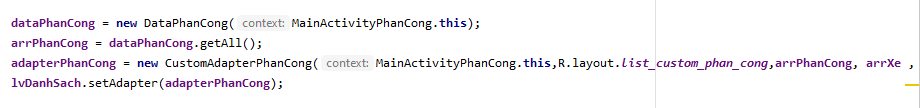 dataPhanCong = new DataPhanCong( context: MainActivityPhanCong.this);
arrPhanCong = dataPhanCong.getAll();
adapterPhanCong = new CustomAdapterPhanCong( context: MainActivityPhanCong.this,R.layout.list_custom_phan_cong,arrPhanCong, arrXe ,
lvDanhSach.setAdapter(adapterPhanCong);